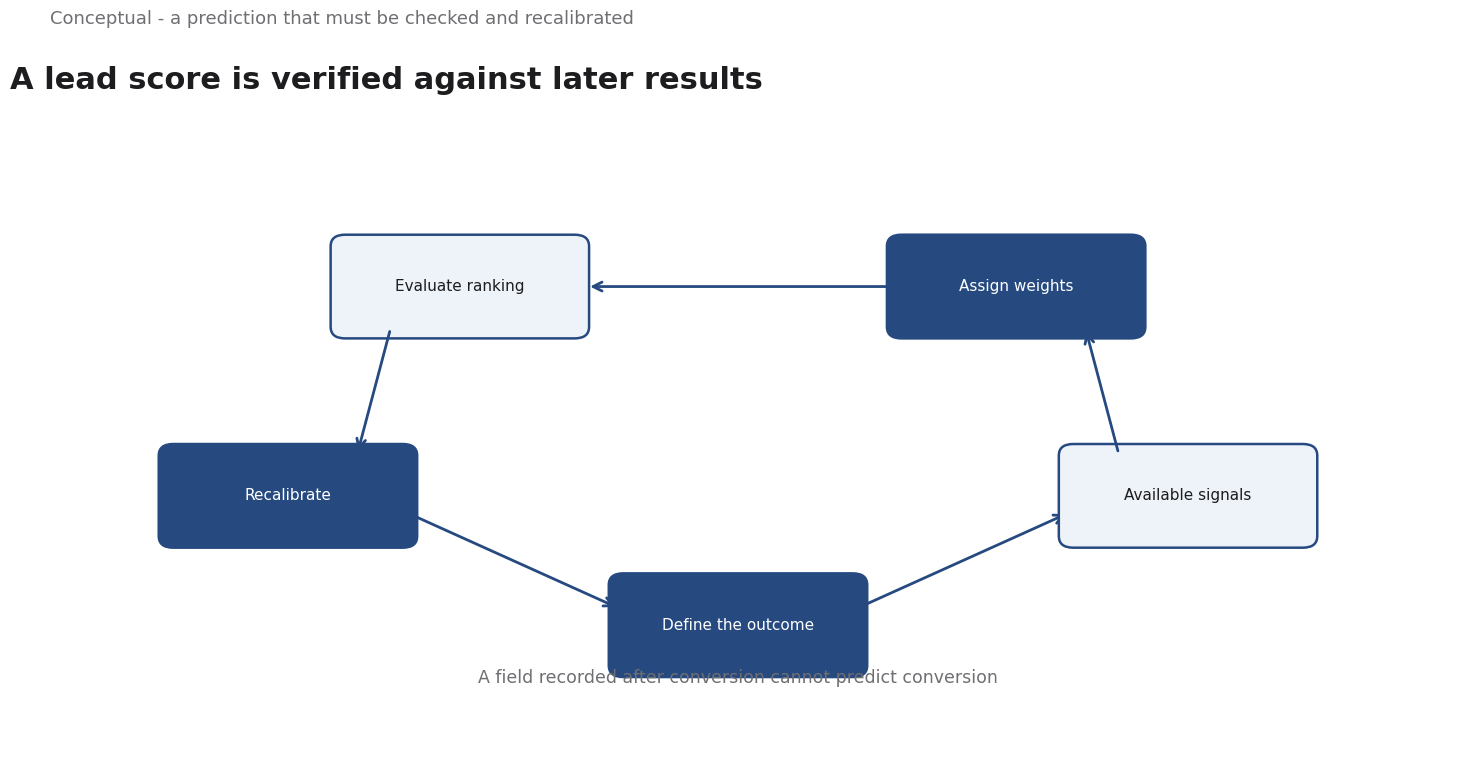 Conceptual - a prediction that must be checked and recalibrated
A lead score is verified against later results
Evaluate ranking
Assign weights
Recalibrate
Available signals
Define the outcome
A field recorded after conversion cannot predict conversion